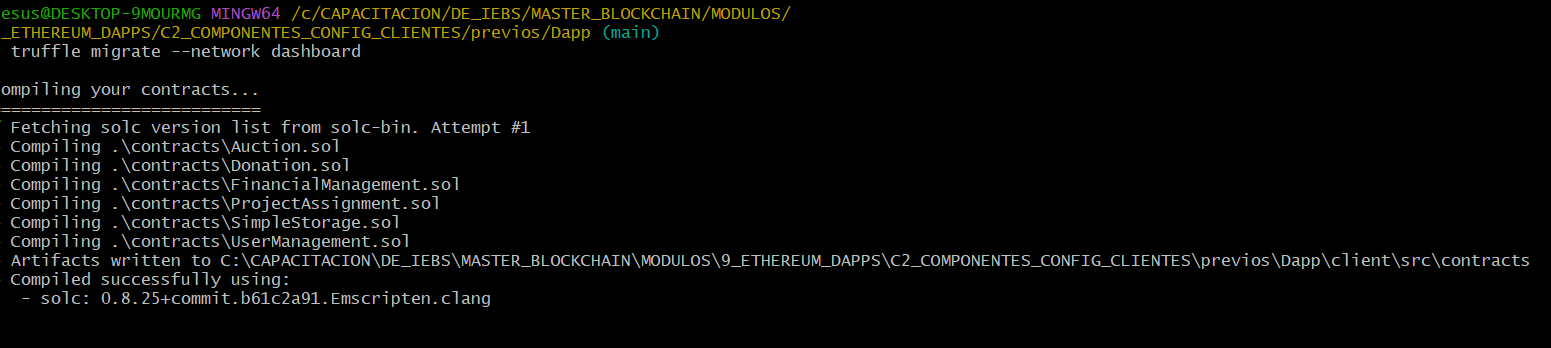 esus@DESKTOP-9MOURMG MINGW64 /c/CAPACITACION/DE_IEBS/MASTER_BLOCKCHAIN/MODULOS/
_ETHEREUM_DAPPS/C2_COMPONENTES_CONFIG_CLIENTES/previos/Dapp (main)
truffle migrate --network dashboard
ompiling your contracts...
==========================
Fetching solc version list from solc-bin. Attempt #1
Compiling .\contracts\Auction.sol
Compiling .\contracts\Donation.sol
Compiling .\contracts\FinancialManagement.sol
Compiling .\contracts\ProjectAssignment.sol
Compiling .\contracts\SimpleStorage.sol
Compiling .\contracts\UserManagement.sol
Artifacts written to C:\CAPACITACION\DE_IEBS\MASTER_BLOCKCHAIN\MODULOS\9_ETHEREUM_DAPPS\C2_COMPONENTES_CONFIG_CLIENTES\previos\Dapp\client\src\contracts
Compiled successfully using:
- solc: 0.8.25+commit.b61c2a91.Emscripten.clang